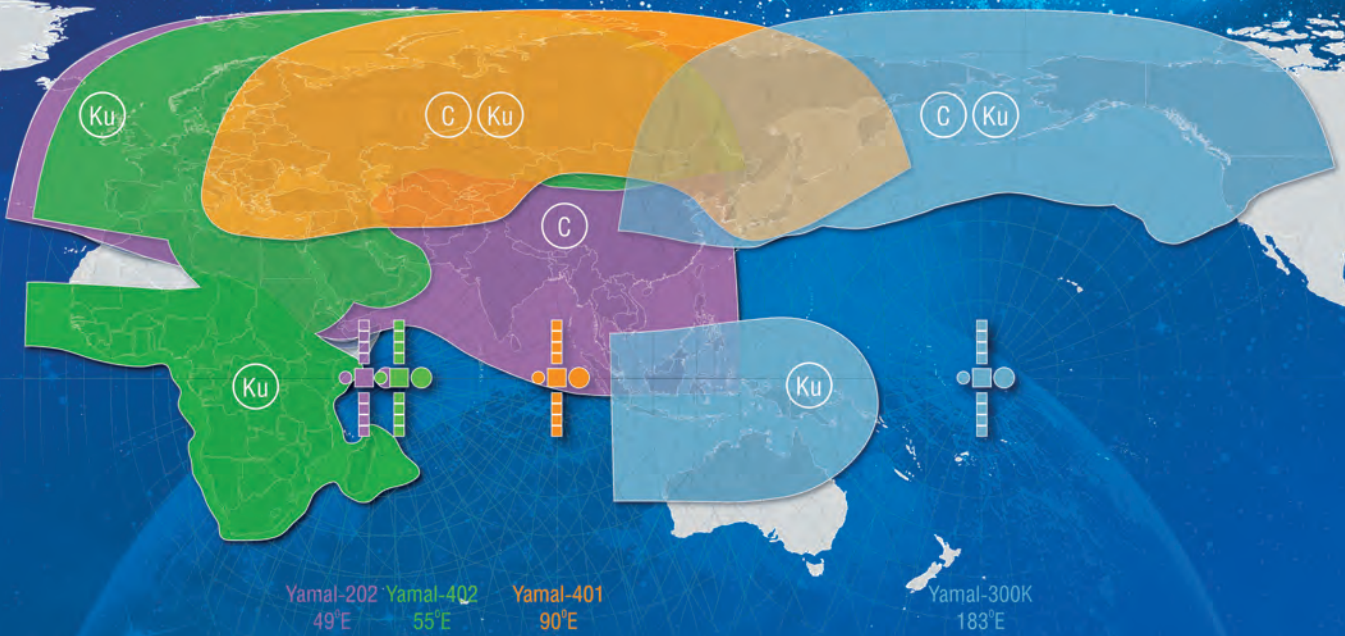 Ku
C Ku
C Ku
C
Ku
Ku
Yamal-202
49°E
Yamal-402
55°E
Yamal-401
90°E
Yamal-300K
183°E